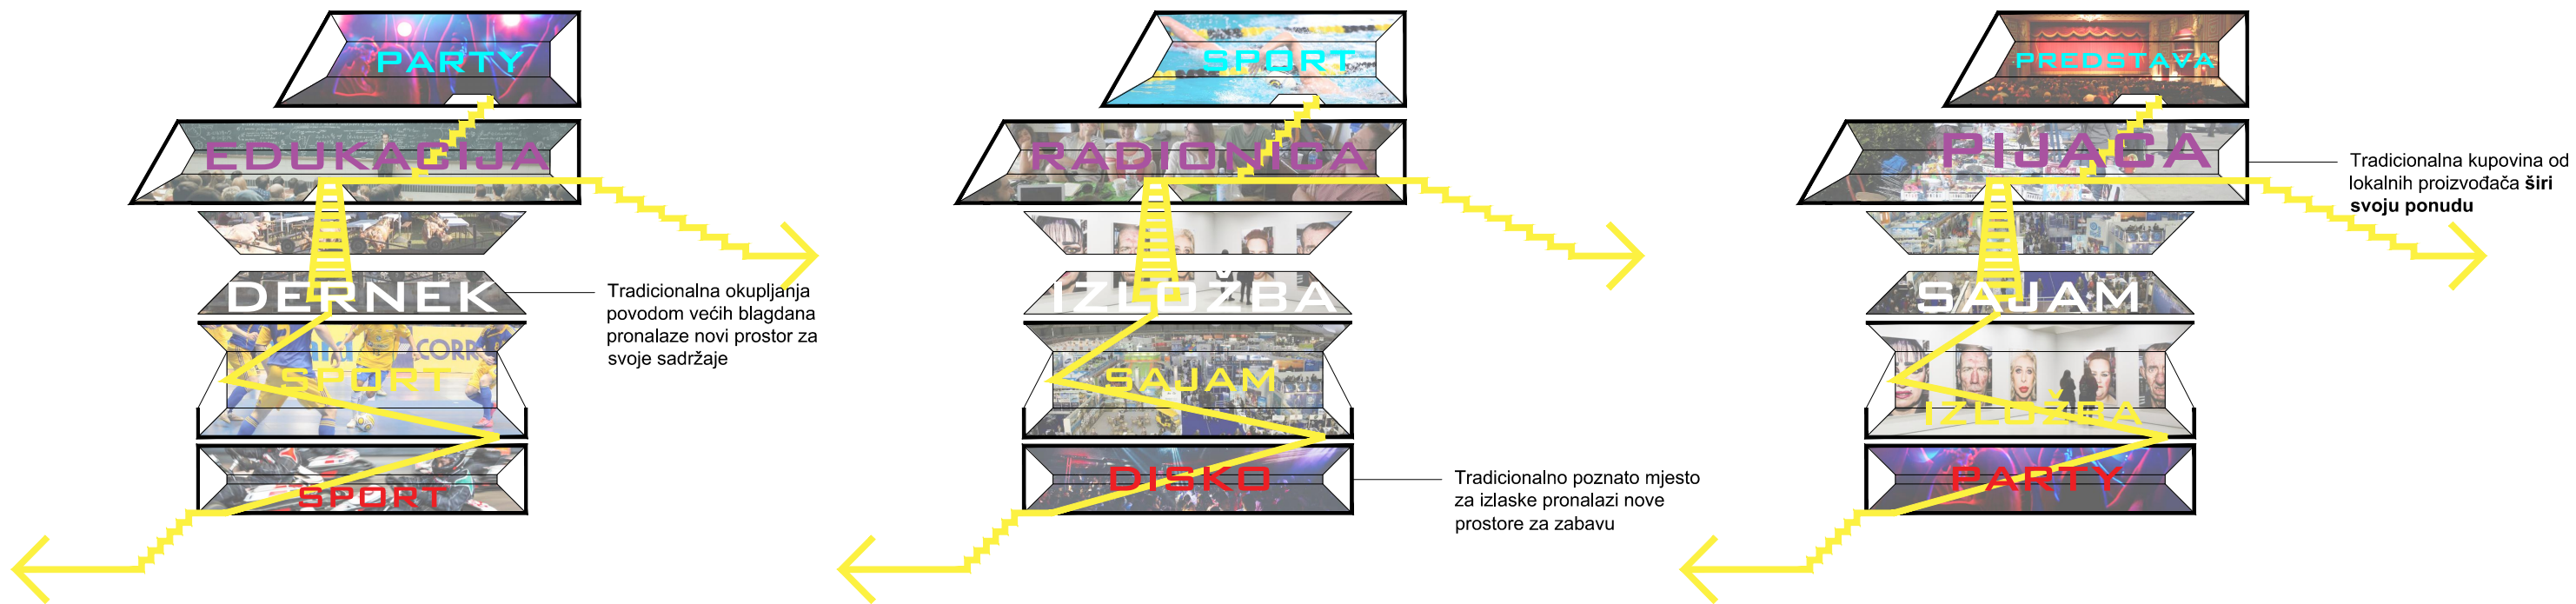 PARTY
EDUKACIJA
DERNEK
SPORT
SPORT
Tradicionalna okupljanja
povodom većih blagdana
pronalaze novi prostor za
svoje sadržaje
SPORT
RADIONICA
IZLOŽBA
SAJAM
DISKO
Tradicionalno poznato mjesto
za izlaske pronalazi nove
prostore za zabavu
PREDSTAVA
PIJACA
SAJAM
IZLOŽBA
PARTY
Tradicionalna kupovina od
lokalnih proizvođača širi
svoju ponudu